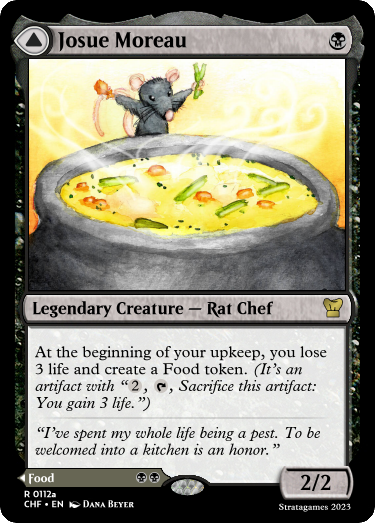 Josue Moreau
Legendary Creature — Rat Chef
At the beginning of your upkeep, you lose
3 life and create a Food token. (It's an
artifact with “2, , Sacrifice this artifact:
You gain 3 life.”)
“I've spent my whole life being a pest. To be
welcomed into a kitchen is an honor.”
Food
2/2
R 0112a
CHF • EN Dana Beyer
Stratagames 2023